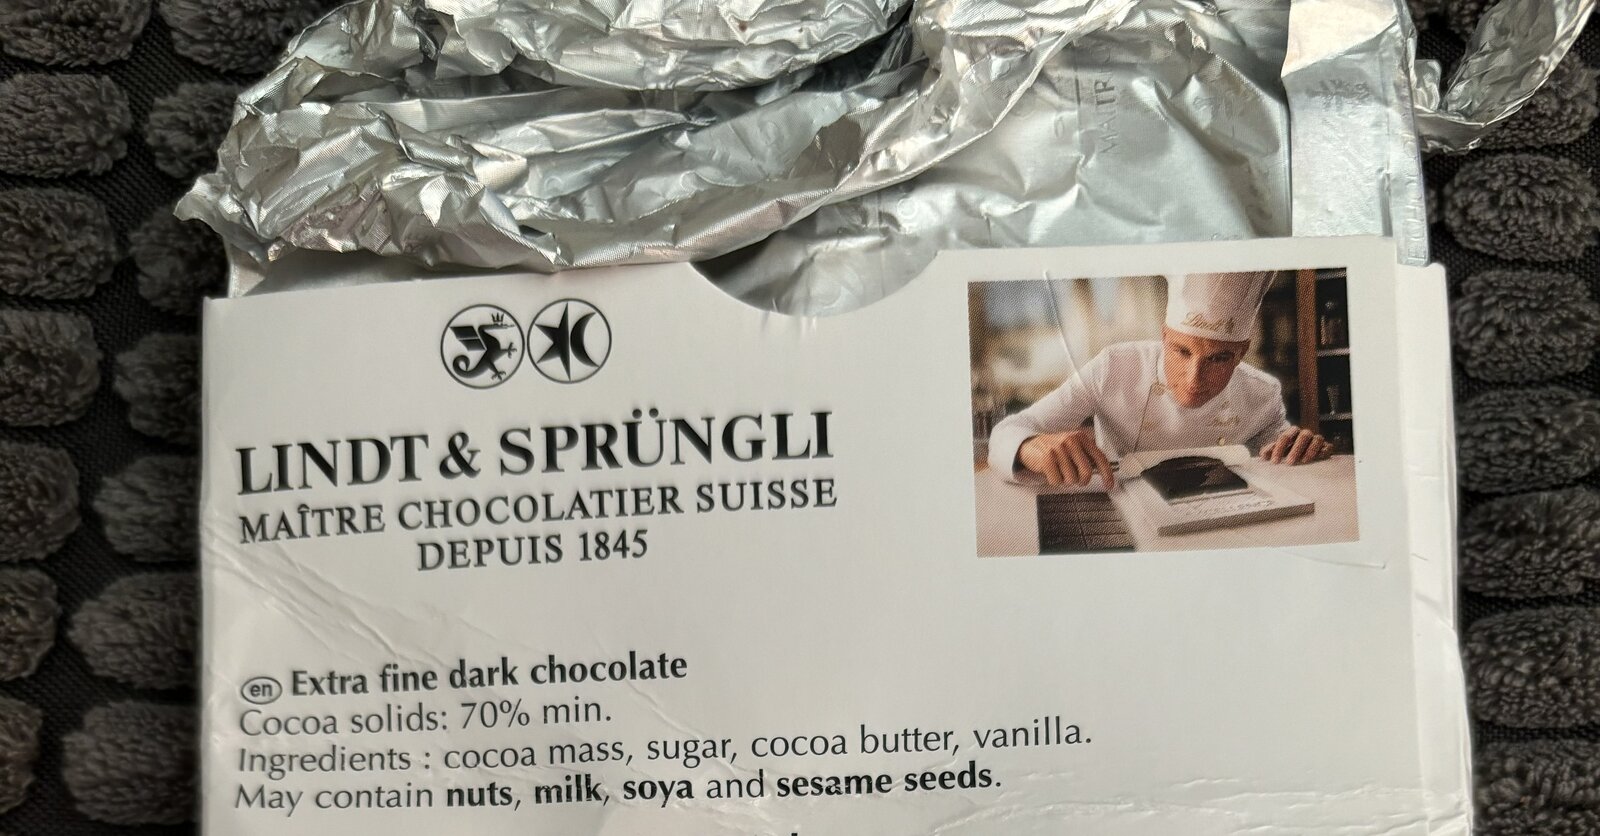 LINDT & SPRÜNGLI
MAÎTRE CHOCOLATIER SUISSE
DEPUIS 1845
en Extra fine dark chocolate
Cocoa solids: 70% min.
Ingredients : cocoa mass, sugar, cocoa butter, vanilla.
May contain nuts, milk, soya and sesame seeds.
Lindt